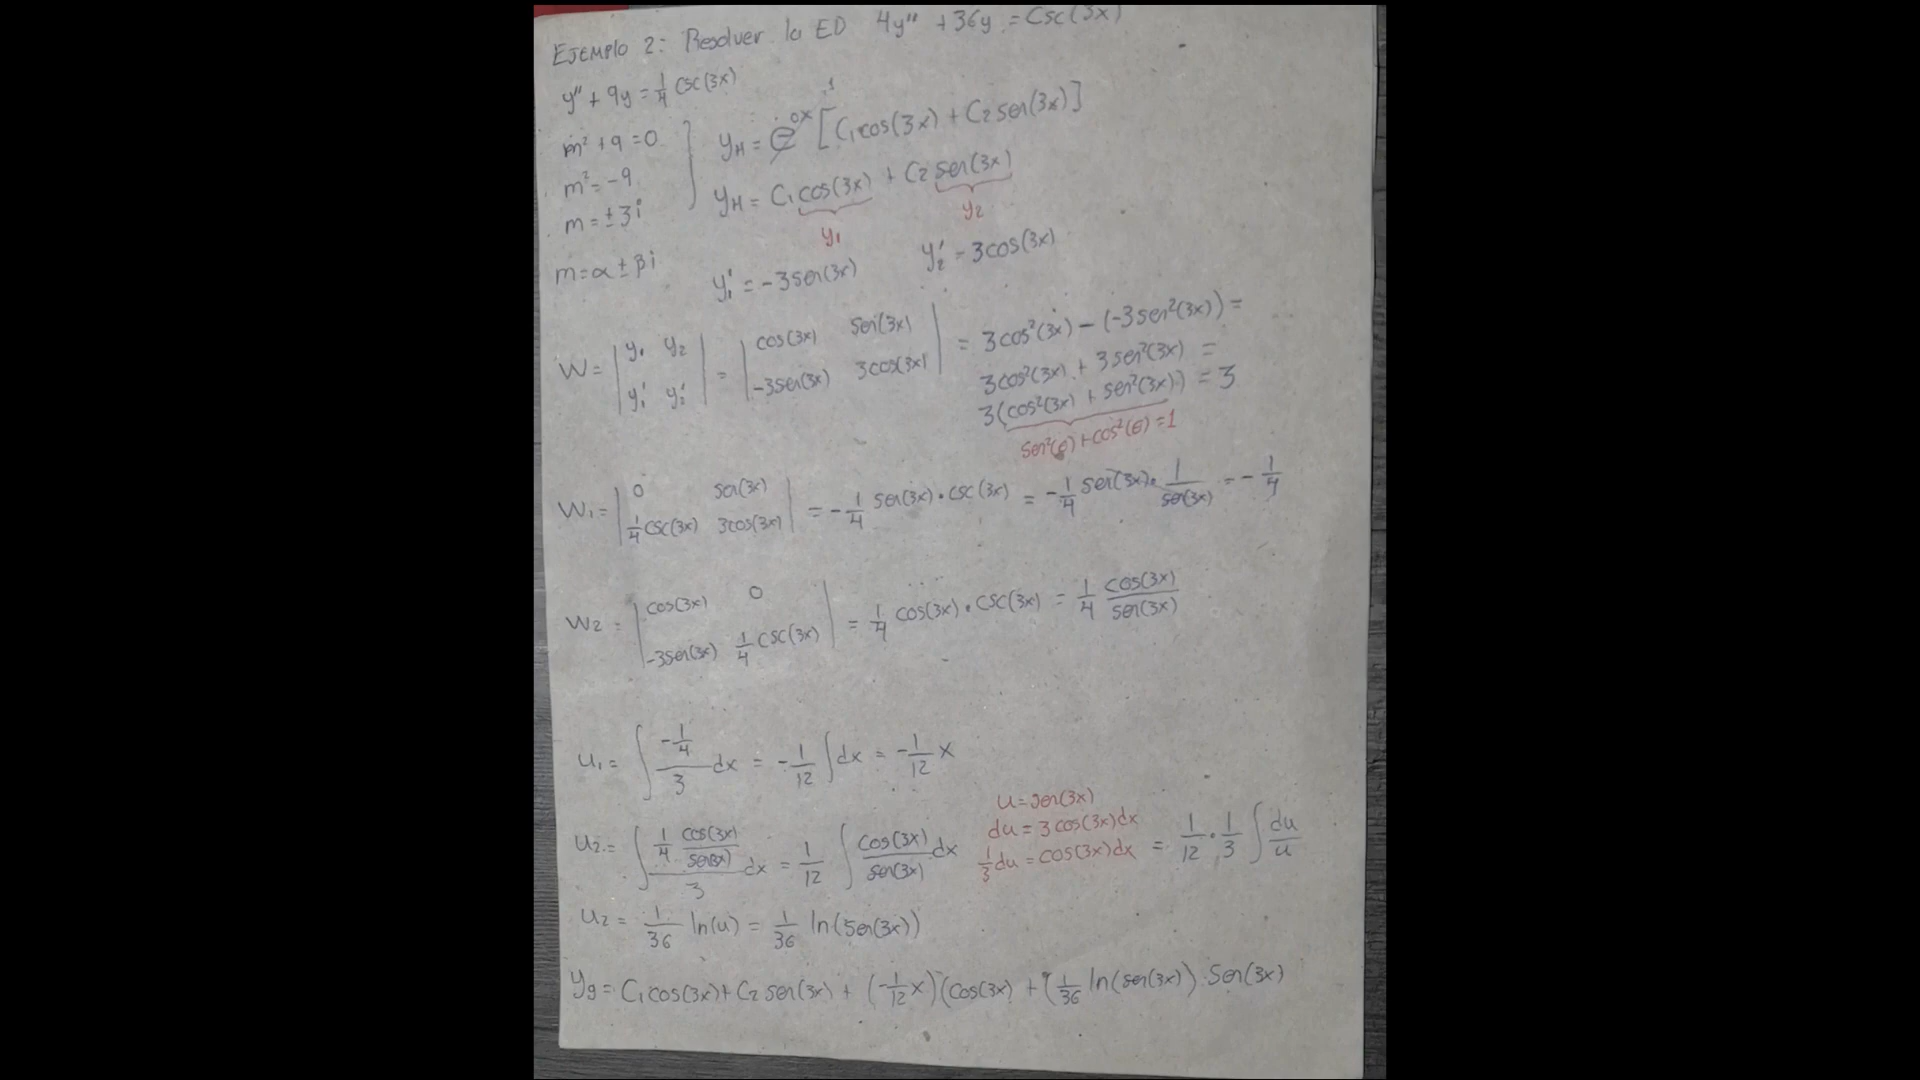 EJEMPLO 2: Resolver la ED 4y'' + 36y = Csc(3x)
y'' + 9y = 1/4 csc(3x)
m² + 9 = 0
m² = -9
m = ±3i
m = α ± βi
y_H = e^{0x} [C₁cos(3x) + C₂ sen(3x)]
1
y_H = C₁ cos(3x) + C₂ sen(3x)
y₁ y₂
y₁' = -3sen(3x) y₂' = 3cos(3x)
W = | y₁ y₂ ; y₁' y₂' | = | cos(3x) sen(3x) ; -3sen(3x) 3cos(3x) | = 3cos²(3x) - (-3sen²(3x)) =
3cos²(3x) + 3sen²(3x) =
3(cos²(3x) + sen²(3x)) = 3
sen²(θ) + cos²(θ) = 1
W₁ = | 0 sen(3x) ; 1/4 csc(3x) 3cos(3x) | = -1/4 sen(3x) · csc(3x) = -1/4 sen(3x) · 1/sen(3x) = -1/4
W₂ = | cos(3x) 0 ; -3sen(3x) 1/4 csc(3x) | = 1/4 cos(3x) · csc(3x) = 1/4 cos(3x)/sen(3x)
u₁ = ∫ (-1/4)/3 dx = -1/12 ∫ dx = -1/12 x
u = sen(3x)
du = 3cos(3x)dx
1/3 du = cos(3x)dx
u₂ = ∫ (1/4 cos(3x)/sen(3x))/3 dx = 1/12 ∫ cos(3x)/sen(3x) dx = 1/12 · 1/3 ∫ du/u
u₂ = 1/36 ln(u) = 1/36 ln(sen(3x))
y_g = C₁cos(3x) + C₂ sen(3x) + (-1/12 x)(cos(3x) + (1/36 ln(sen(3x)) · Sen(3x)